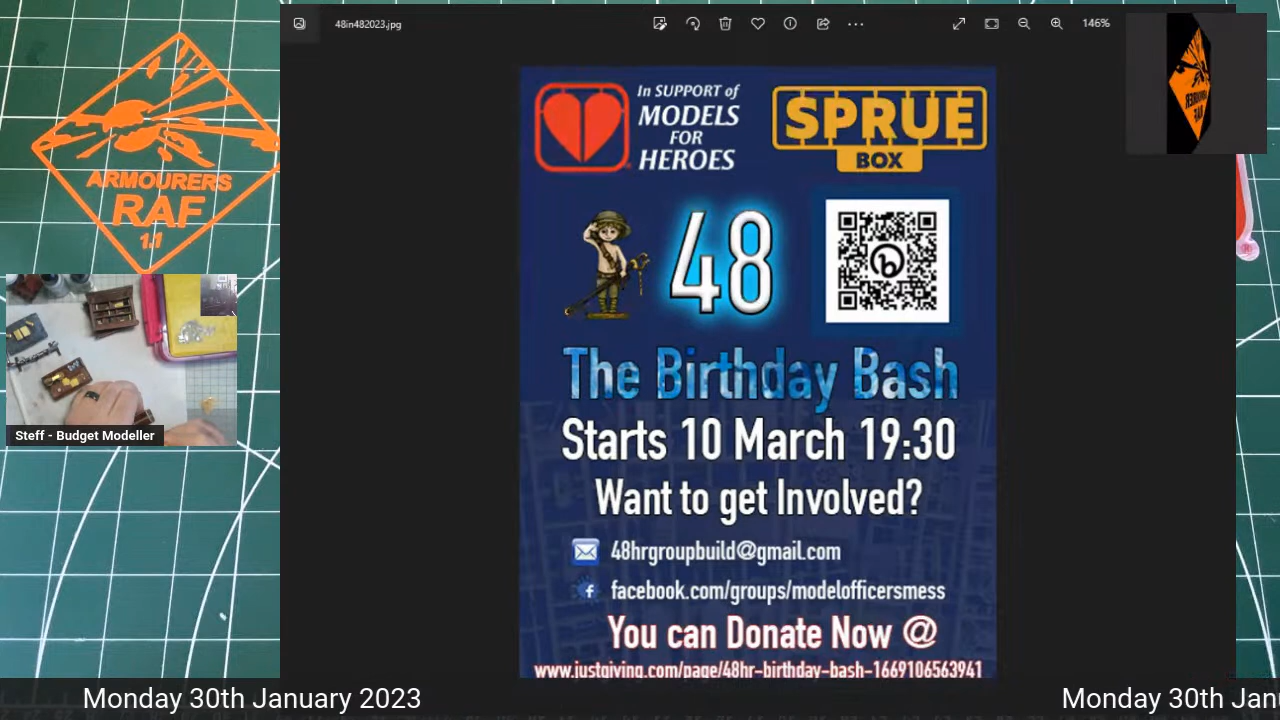 48in482023.jpg
146%
ARMOURERS
RAF
1.1
In SUPPORT of
MODELS
FOR
HEROES
SPRUE
BOX
48
The Birthday Bash
Starts 10 March 19:30
Want to get Involved?
48hrgroupbuild@gmail.com
facebook.com/groups/modelofficersmess
You can Donate Now @
www.justgiving.com/page/48hr-birthday-bash-1669106563941
Steff - Budget Modeller
Monday 30th January 2023
Monday 30th Jan